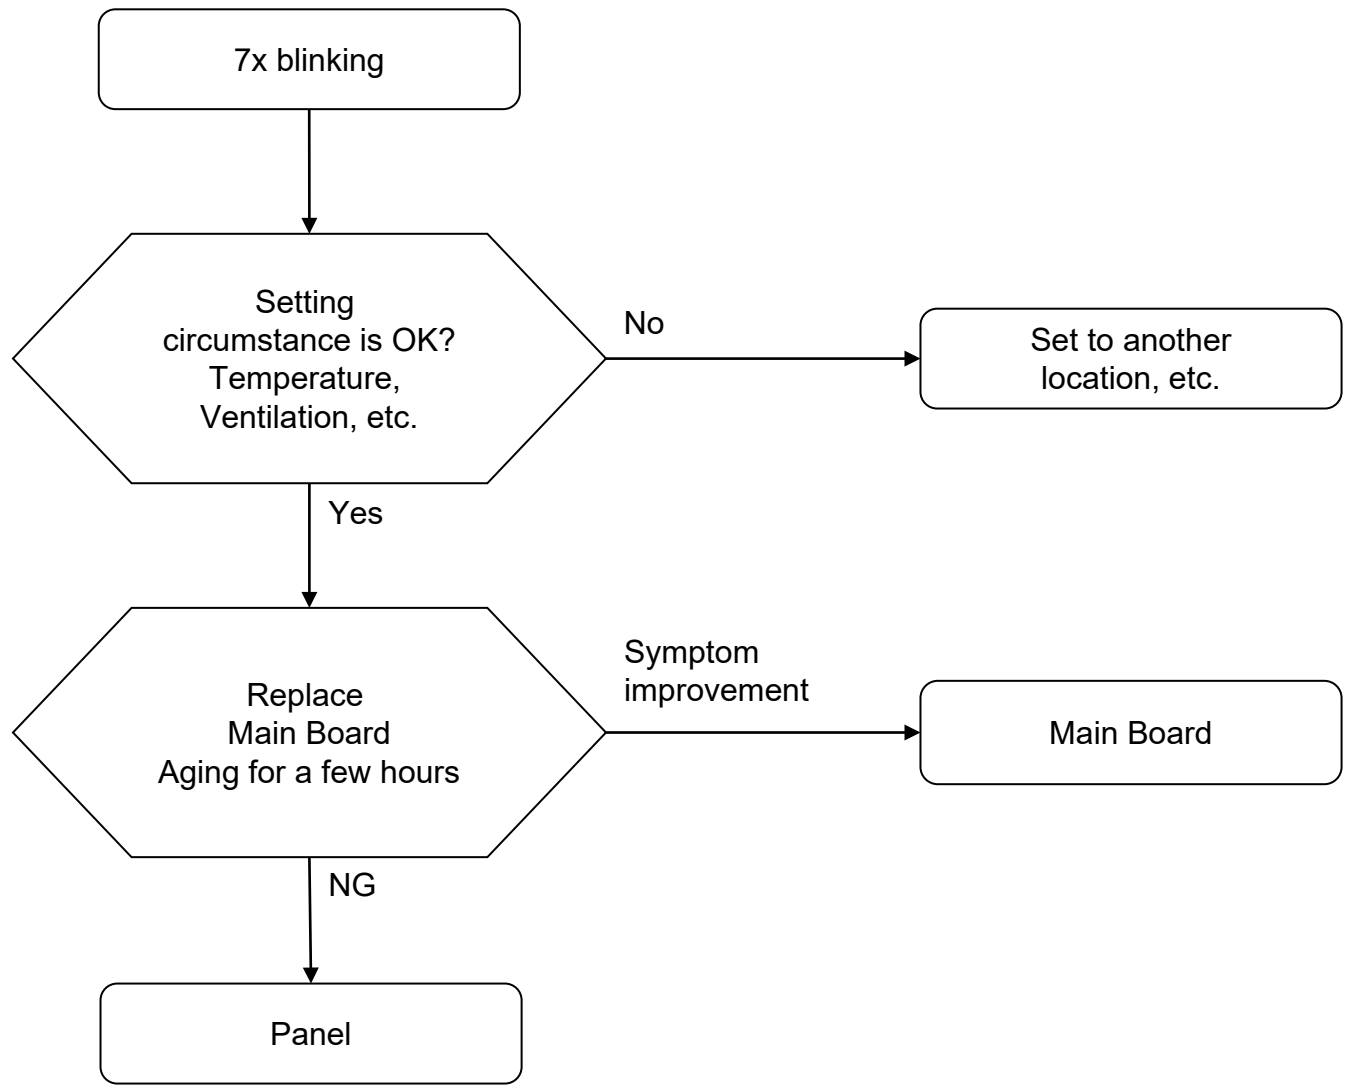 7x blinking
Setting
circumstance is OK?
Temperature,
Ventilation, etc.
No
Set to another
location, etc.
Yes
Replace
Main Board
Aging for a few hours
Symptom
improvement
Main Board
NG
Panel